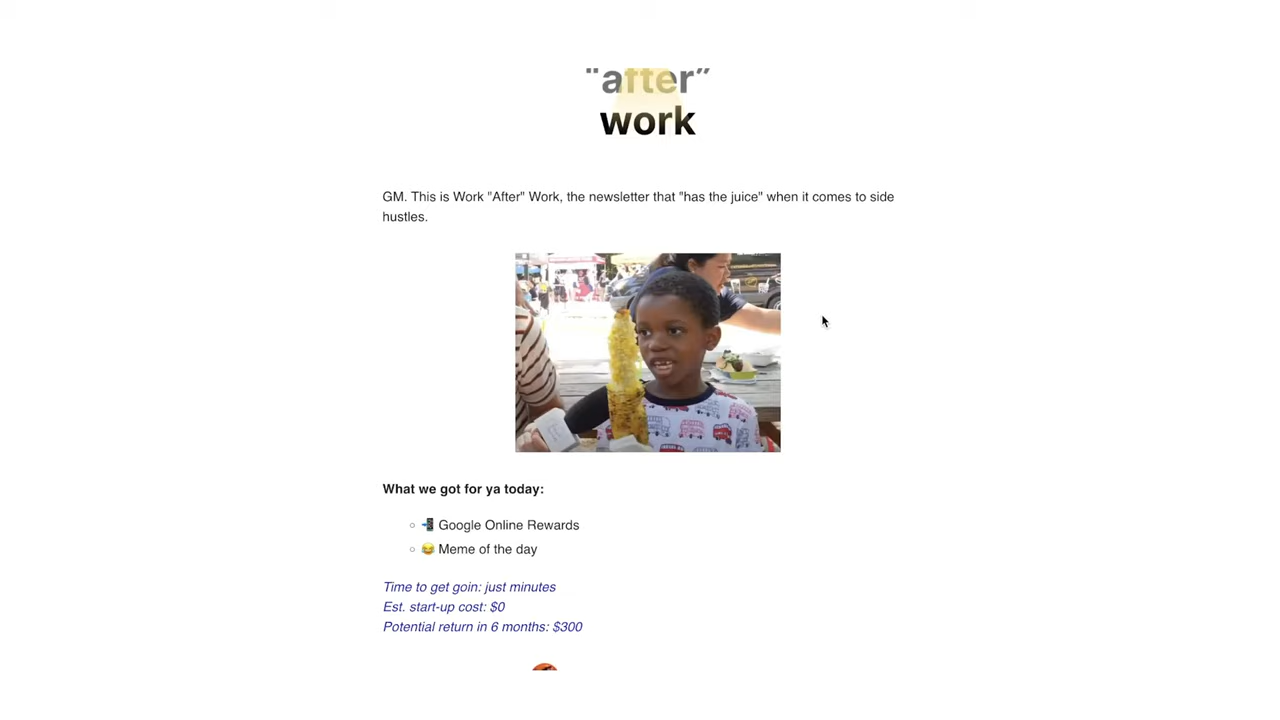 "after"
work
GM. This is Work "After" Work, the newsletter that "has the juice" when it comes to side
hustles.
What we got for ya today:
Google Online Rewards
Meme of the day
Time to get goin: just minutes
Est. start-up cost: $0
Potential return in 6 months: $300